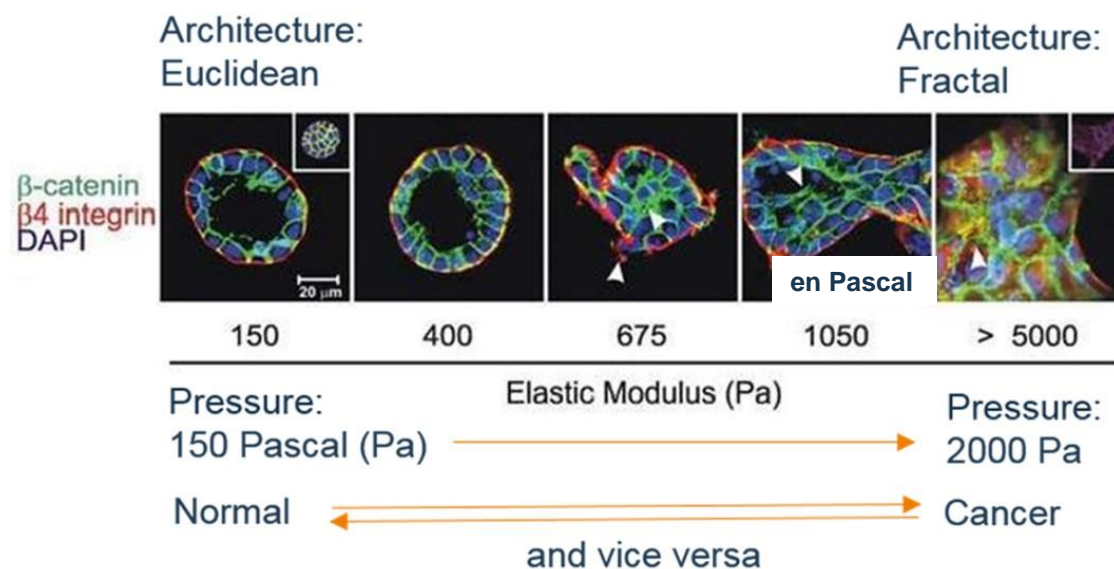 Architecture:
Euclidean
Architecture:
Fractal
β-catenin
β4 integrin
DAPI
20 μm
en Pascal
150
400
675
1050
> 5000
Elastic Modulus (Pa)
Pressure:
150 Pascal (Pa)
Pressure:
2000 Pa
Normal
Cancer
and vice versa